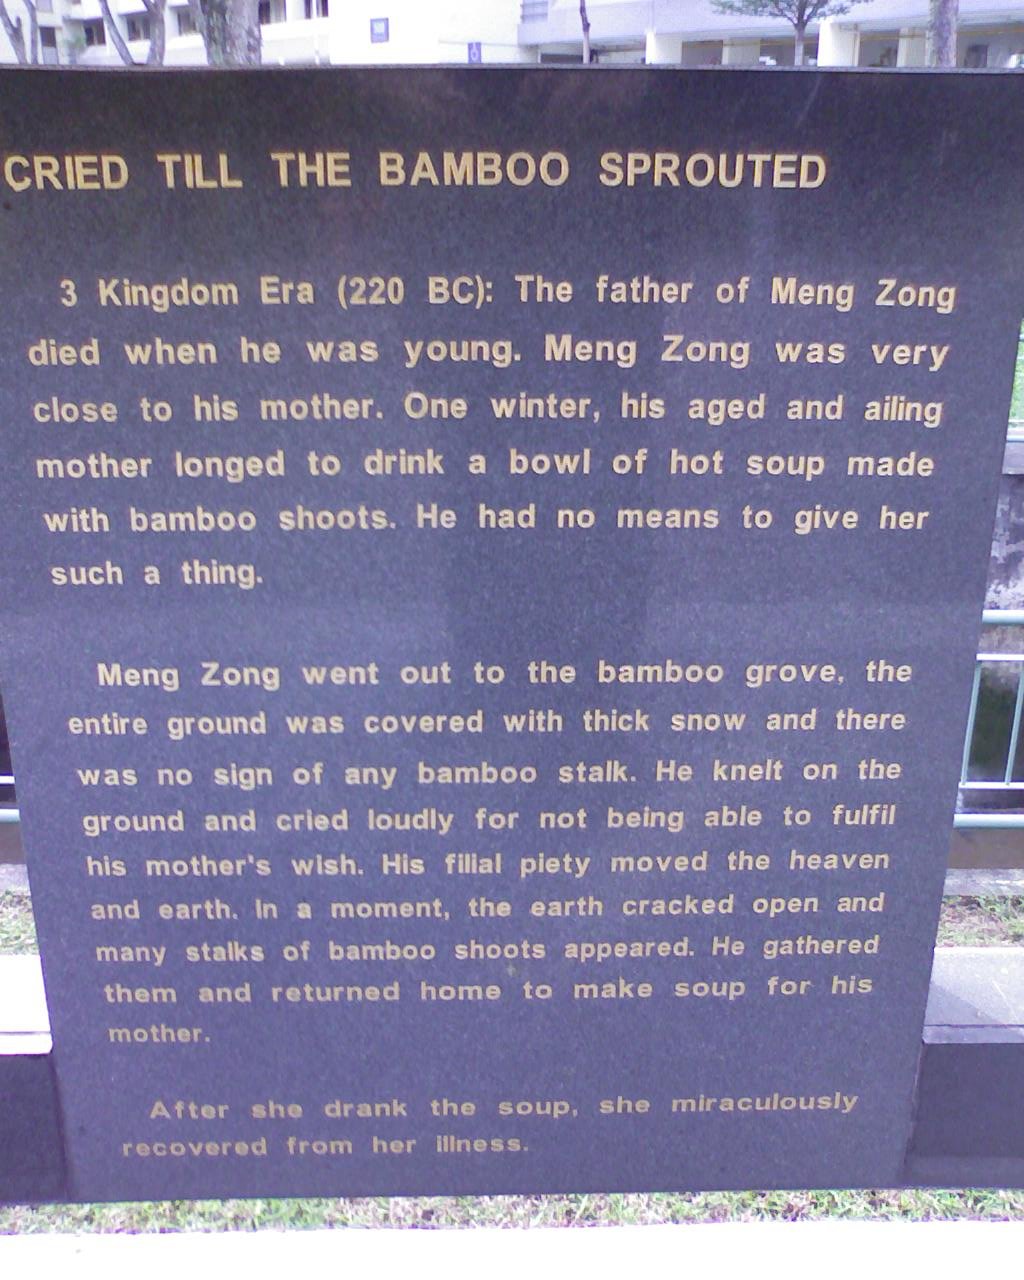 CRIED TILL THE BAMBOO SPROUTED
3 Kingdom Era (220 BC): The father of Meng Zong
died when he was young. Meng Zong was very
close to his mother. One winter, his aged and ailing
mother longed to drink a bowl of hot soup made
with bamboo shoots. He had no means to give her
such a thing.
Meng Zong went out to the bamboo grove, the
entire ground was covered with thick snow and there
was no sign of any bamboo stalk. He knelt on the
ground and cried loudly for not being able to fulfil
his mother's wish. His filial piety moved the heaven
and earth. In a moment, the earth cracked open and
many stalks of bamboo shoots appeared. He gathered
them and returned home to make soup for his
mother.
After she drank the soup, she miraculously
recovered from her illness.